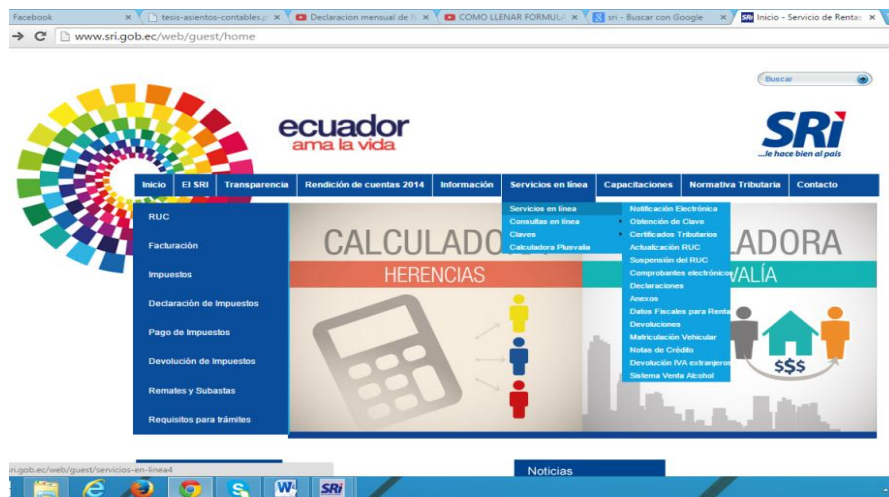 Facebook
tesis-asientos-contables.p
Declaracion mensual de
COMO LLENAR FORMULA
sri - Buscar con Google
Inicio - Servicio de Rentas
www.sri.gob.ec/web/guest/home
Buscar
ecuador
ama la vida
SRi
...le hace bien al país
Inicio
El SRI
Transparencia
Rendición de cuentas 2014
Información
Servicios en línea
Capacitaciones
Normativa Tributaria
Contacto
RUC
Facturación
Impuestos
Declaración de Impuestos
Pago de Impuestos
Devolución de Impuestos
Remates y Subastas
Requisitos para trámites
Servicios en línea
Consultas en línea
Claves
Calculadora Plusvalía
Notificación Electrónica
Obtención de Clave
Certificados Tributarios
Actualización RUC
Suspensión del RUC
Comprobantes electrónicos
Declaraciones
Anexos
Datos Fiscales para Renta
Devoluciones
Matriculación Vehicular
Notas de Crédito
Devolución IVA extranjeros
Sistema Venta Alcohol
CALCULADO
HERENCIAS
ADORA
VALÍA
$$$
ri.gob.ec/web/guest/servicios-en-linea4
Noticias
SRi